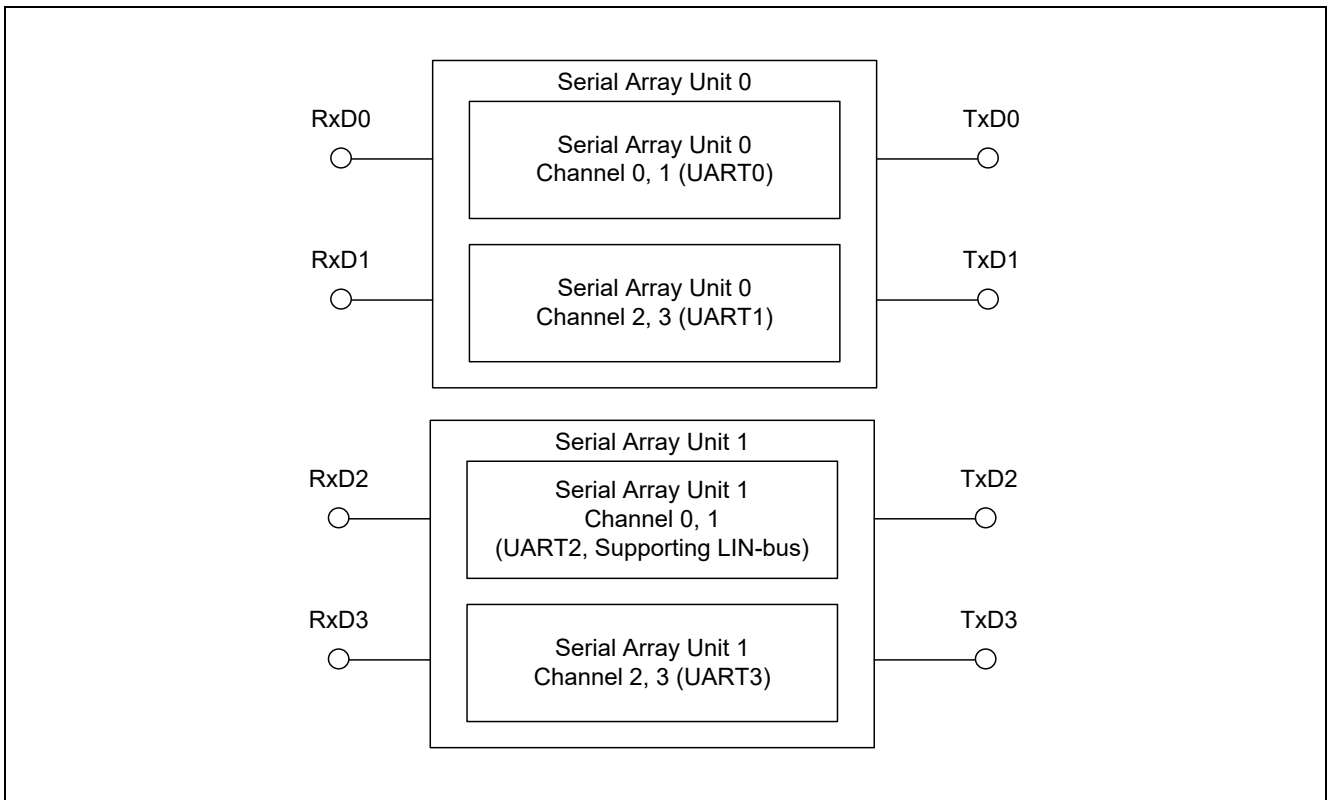 Serial Array Unit 0
RxD0
TxD0
Serial Array Unit 0
Channel 0, 1 (UART0)
RxD1
TxD1
Serial Array Unit 0
Channel 2, 3 (UART1)
Serial Array Unit 1
RxD2
TxD2
Serial Array Unit 1
Channel 0, 1
(UART2, Supporting LIN-bus)
RxD3
TxD3
Serial Array Unit 1
Channel 2, 3 (UART3)